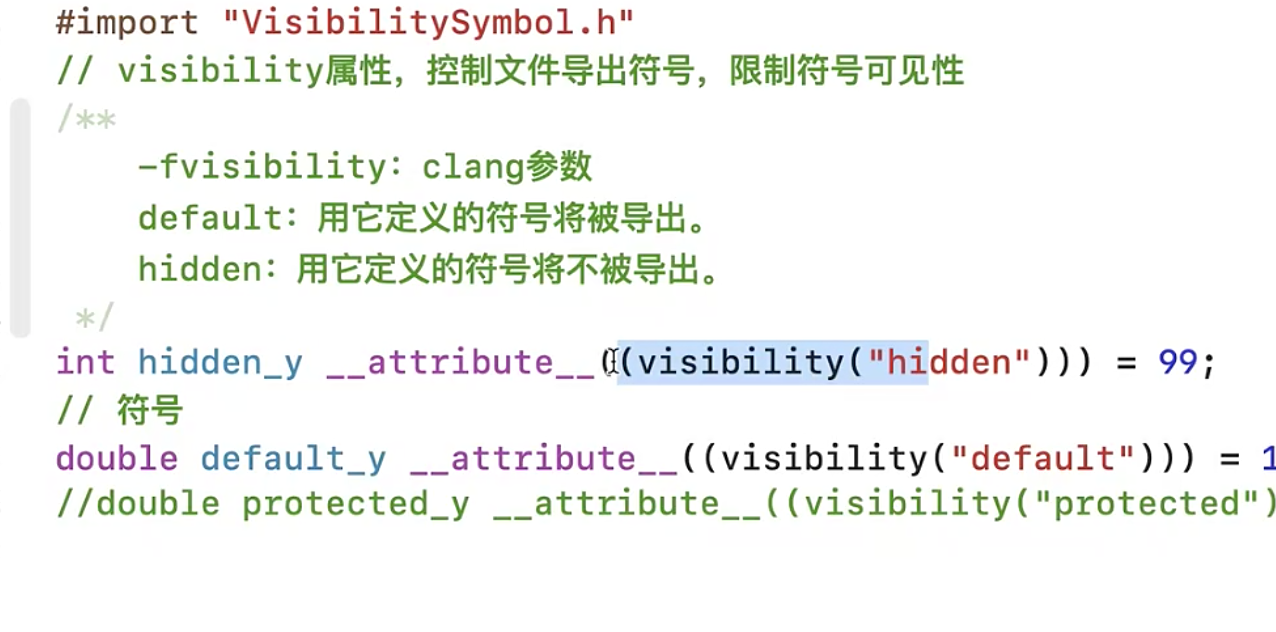 #import "VisibilitySymbol.h"
// visibility属性，控制文件导出符号，限制符号可见性
/**
-fvisibility：clang参数
default：用它定义的符号将被导出。
hidden：用它定义的符号将不被导出。
*/
int hidden_y __attribute__((visibility("hidden"))) = 99;
// 符号
double default_y __attribute__((visibility("default"))) = 1
//double protected_y __attribute__((visibility("protected")